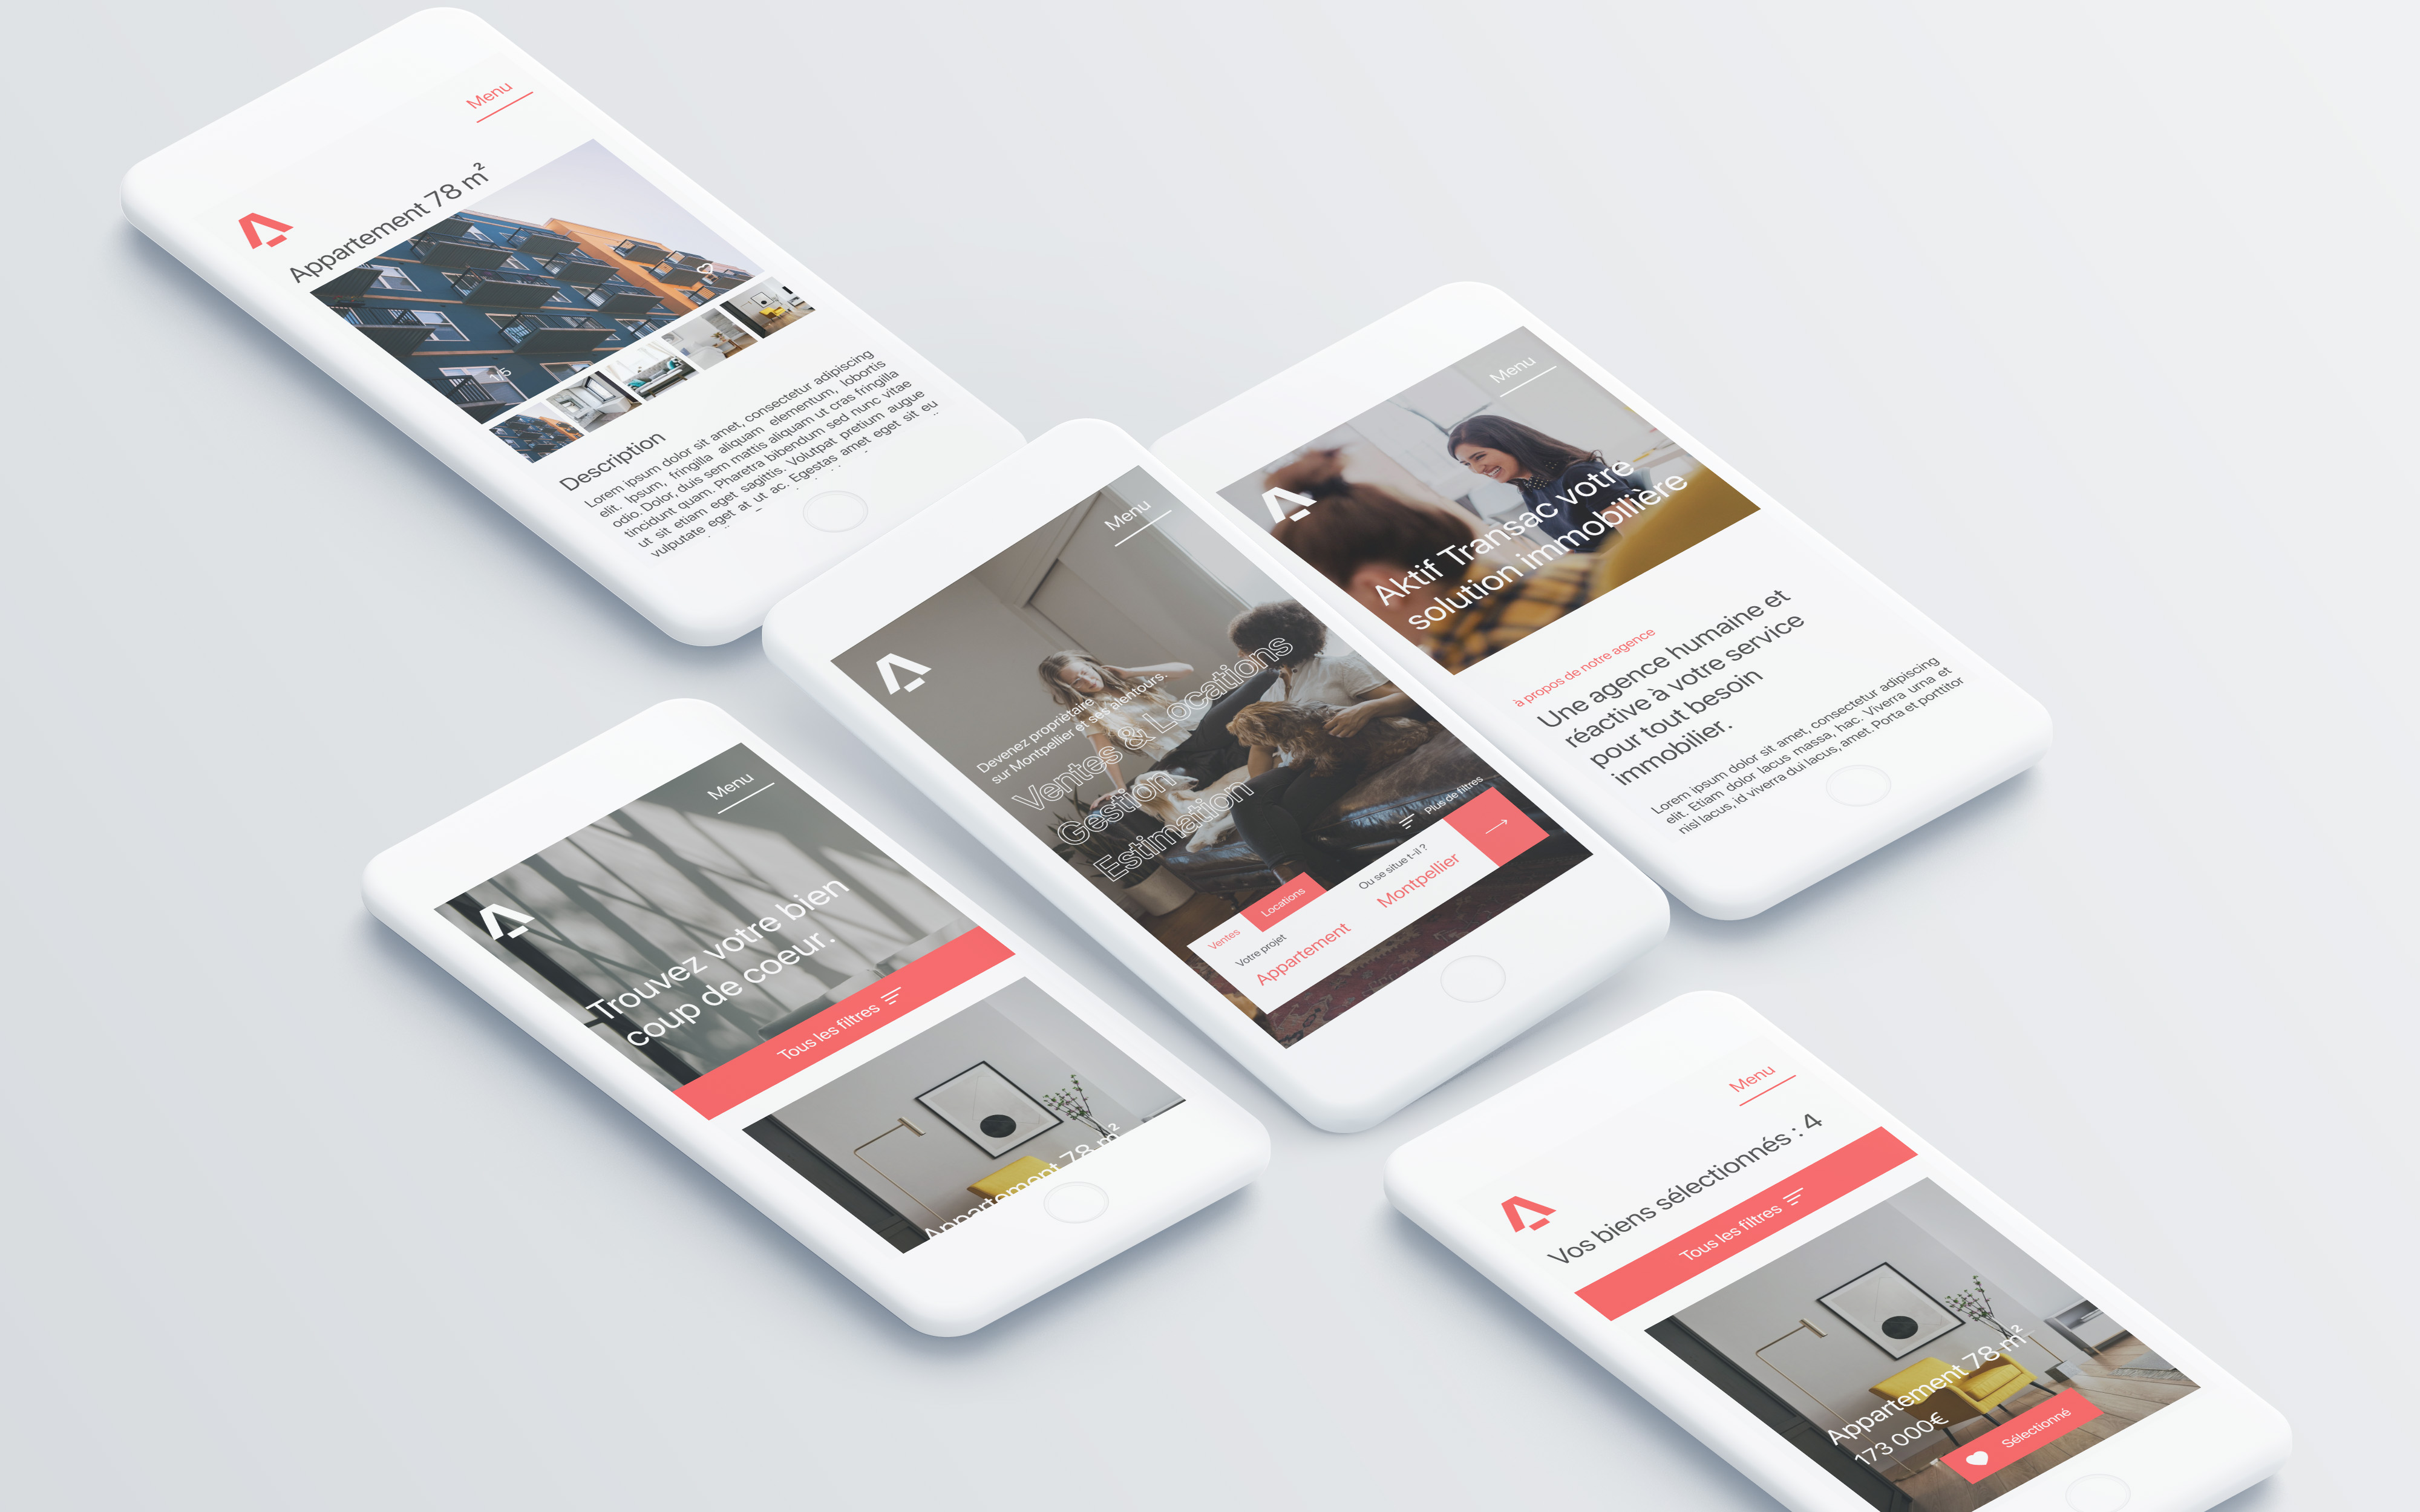 Menu
Appartement 78 m²
1/5
Description
Lorem ipsum dolor sit amet, consectetur adipiscing
elit. Ipsum, fringilla aliquam elementum, lobortis
odio. Dolor, duis sem mattis aliquam ut cras fringilla
tincidunt quam. Pharetra bibendum sed nunc vitae
ut sit etiam eget sagittis. Volutpat pretium augue
vulputate eget at ut ac. Egestas amet eget sit eu
Menu
Aktif Transac votre
solution immobilière
à propos de notre agence
Une agence humaine et
réactive à votre service
pour tout besoin
immobilier.
Lorem ipsum dolor sit amet, consectetur adipiscing
elit. Etiam dolor lacus massa, hac. Viverra urna et
nisl lacus, id viverra dui lacus, amet. Porta et porttitor
Menu
Devenez propriètaire
sur Montpellier et ses alentours.
Ventes & Locations
Gestion
Estimation
Plus de filtres
Ventes
Locations
Votre projet
Appartement
Ou se situe t-il ?
Montpellier
Menu
Trouvez votre bien
coup de coeur.
Tous les filtres
Appartement 78 m²
Menu
Vos biens sélectionnés : 4
Tous les filtres
Appartement 78 m²
173 000€
Sélectionné